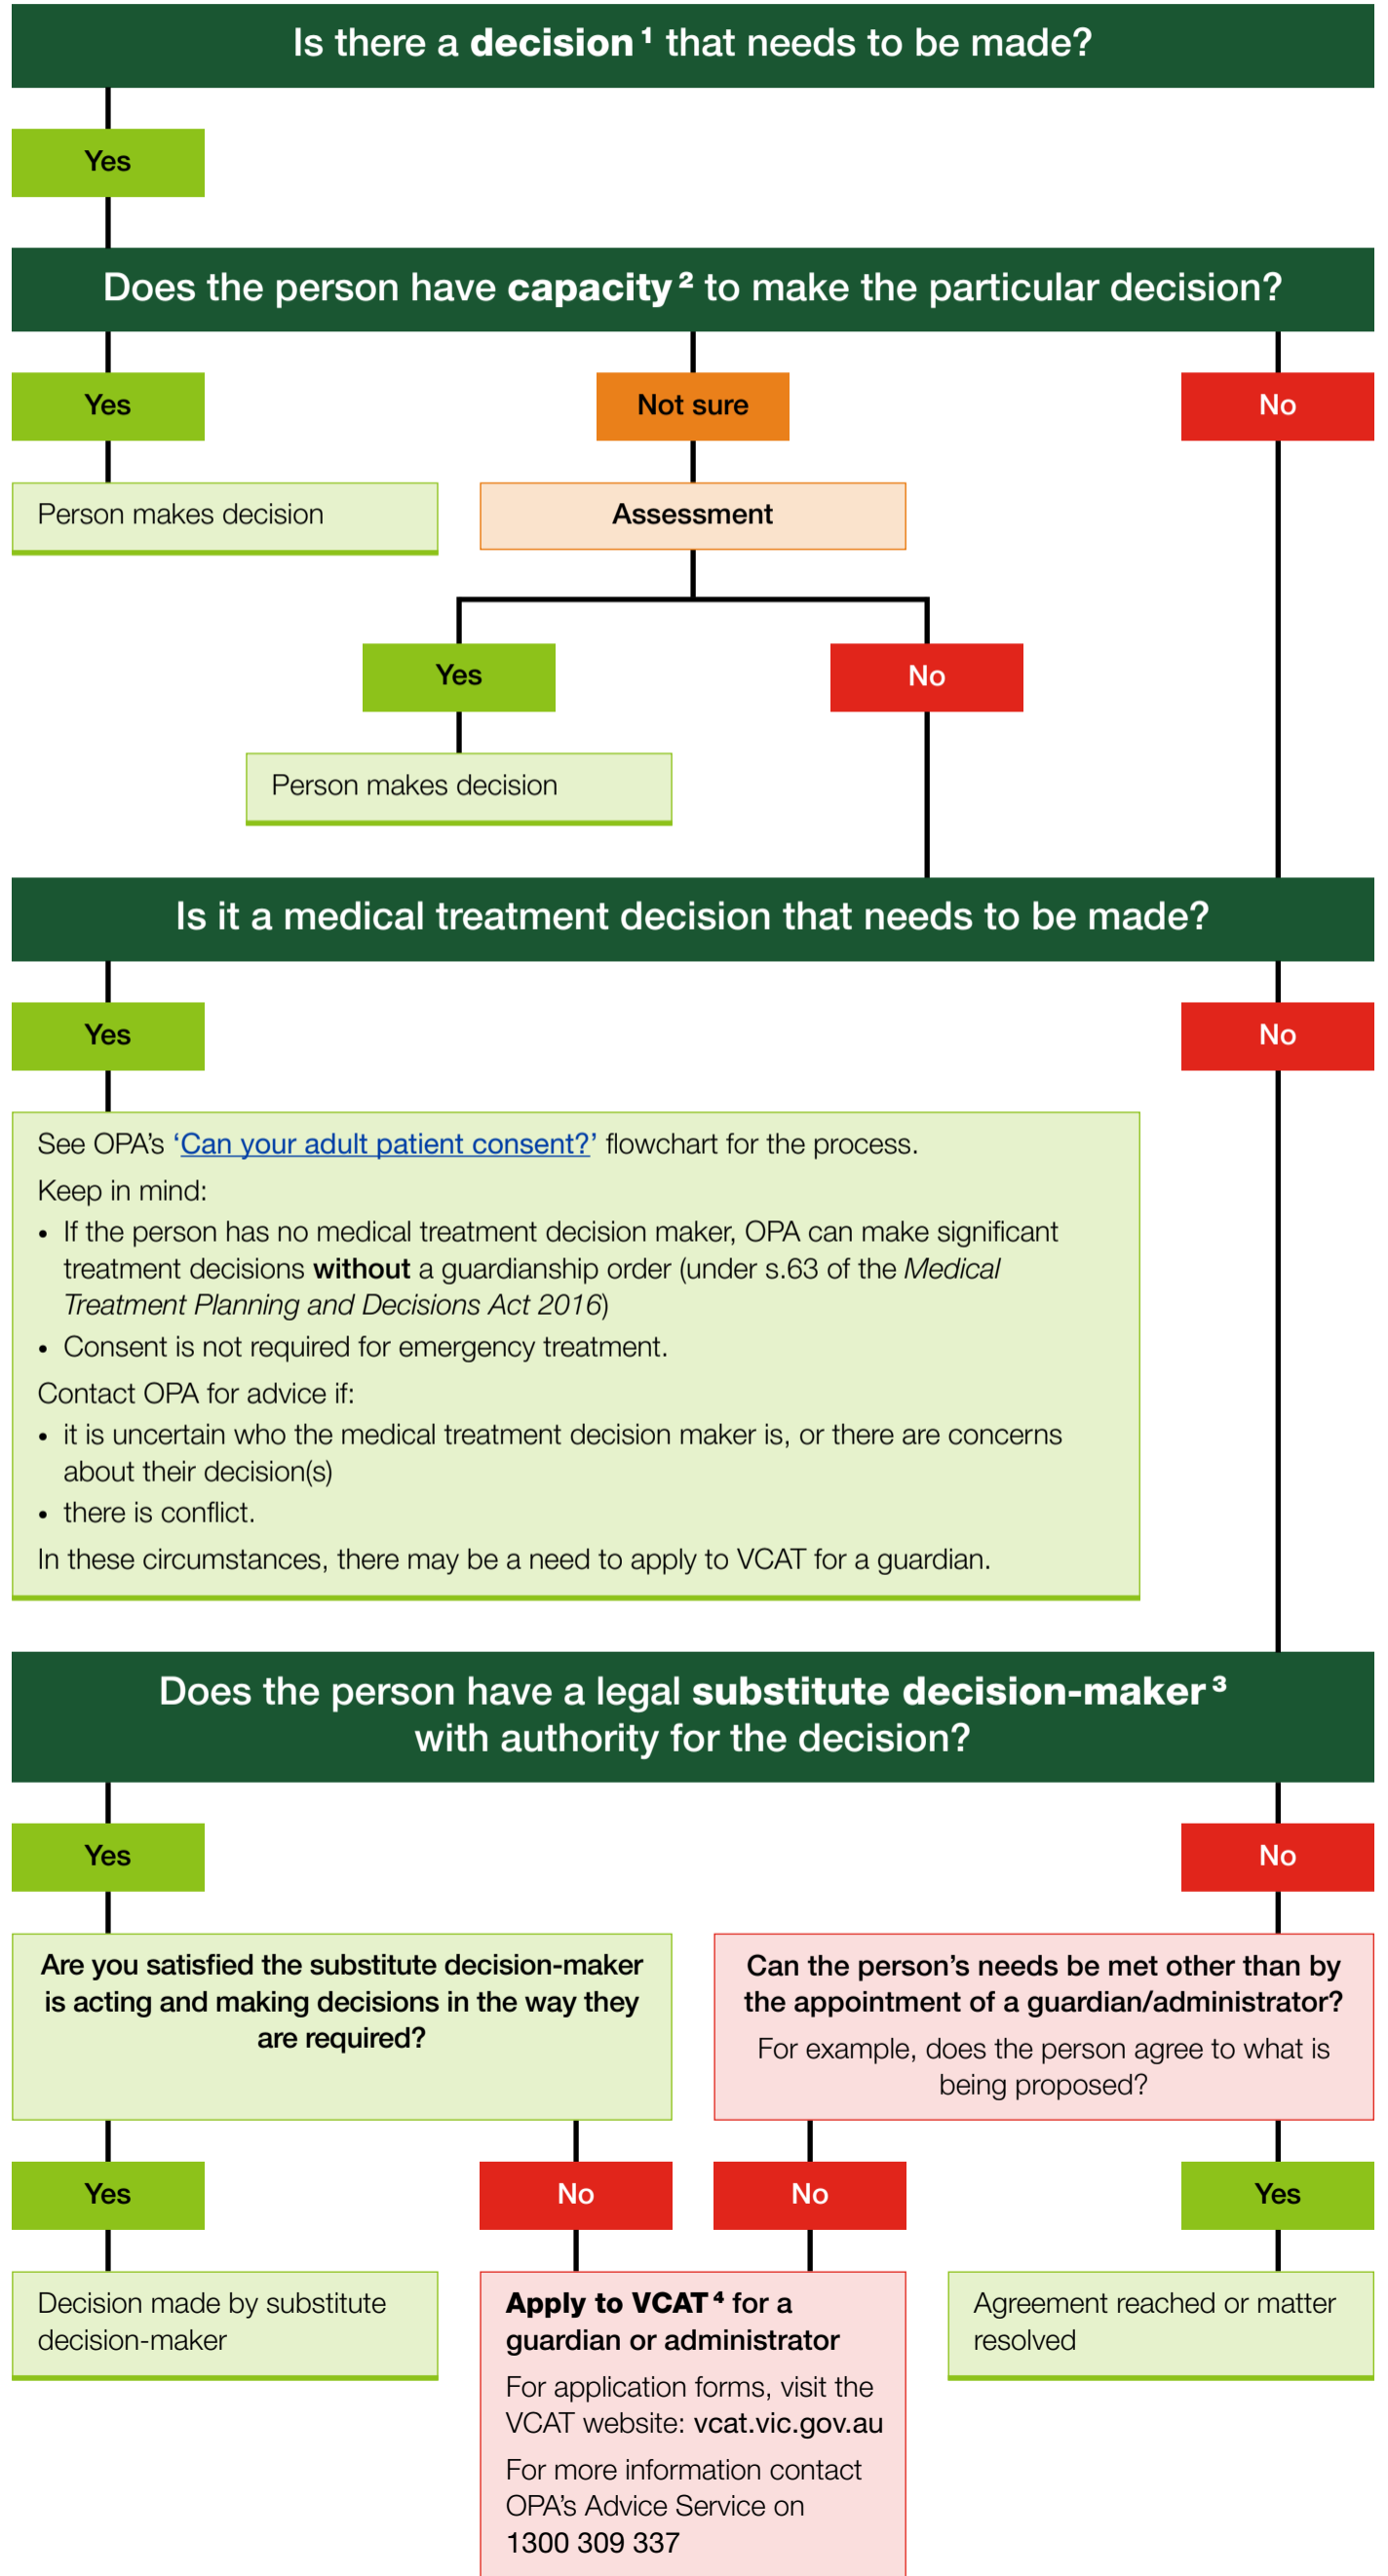 Is there a decision¹ that needs to be made?
Yes
Does the person have capacity² to make the particular decision?
Yes
Not sure
No
Person makes decision
Assessment
Yes
No
Person makes decision
Is it a medical treatment decision that needs to be made?
Yes
No
See OPA’s ‘Can your adult patient consent?’ flowchart for the process.
Keep in mind:
• If the person has no medical treatment decision maker, OPA can make significant
treatment decisions without a guardianship order (under s.63 of the Medical
Treatment Planning and Decisions Act 2016)
• Consent is not required for emergency treatment.
Contact OPA for advice if:
• it is uncertain who the medical treatment decision maker is, or there are concerns
about their decision(s)
• there is conflict.
In these circumstances, there may be a need to apply to VCAT for a guardian.
Does the person have a legal substitute decision-maker³
with authority for the decision?
Yes
No
Are you satisfied the substitute decision-maker
is acting and making decisions in the way they
are required?
Can the person’s needs be met other than by
the appointment of a guardian/administrator?
For example, does the person agree to what is
being proposed?
Yes
No
No
Yes
Decision made by substitute
decision-maker
Apply to VCAT⁴ for a
guardian or administrator
For application forms, visit the
VCAT website: vcat.vic.gov.au
For more information contact
OPA’s Advice Service on
1300 309 337
Agreement reached or matter
resolved